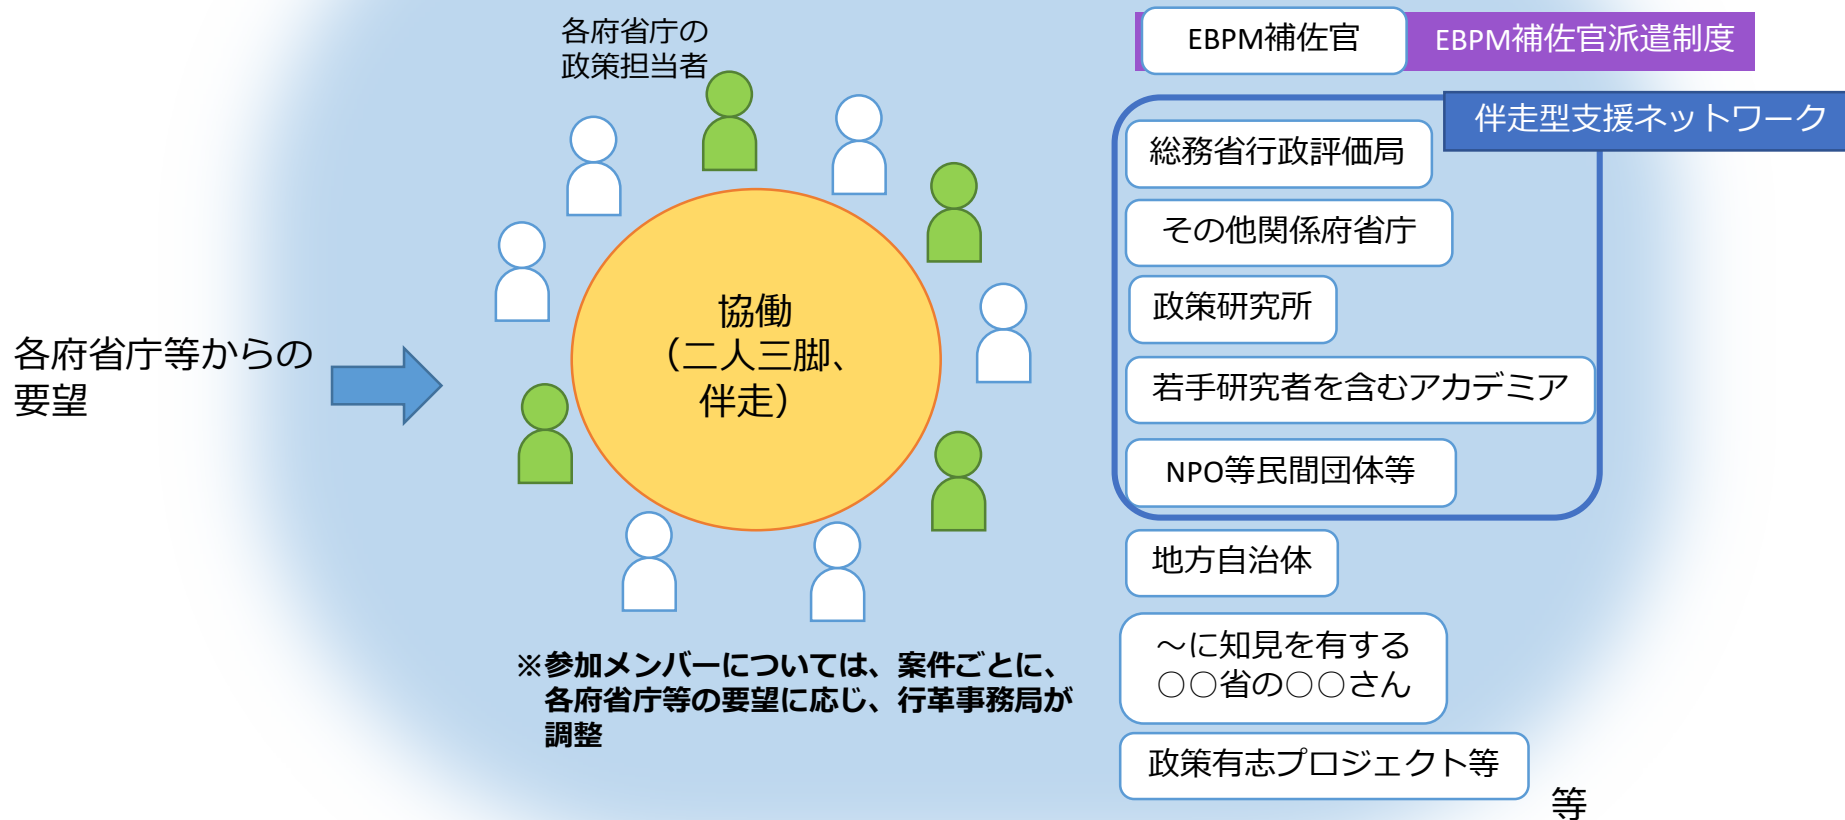 各府省庁の
政策担当者
EBPM補佐官
EBPM補佐官派遣制度
伴走型支援ネットワーク
総務省行政評価局
その他関係府省庁
政策研究所
若手研究者を含むアカデミア
NPO等民間団体等
地方自治体
～に知見を有する
○○省の○○さん
政策有志プロジェクト等
等
各府省庁等からの
要望
協働
（二人三脚、
伴走）
※参加メンバーについては、案件ごとに、
各府省庁等の要望に応じ、行革事務局が
調整